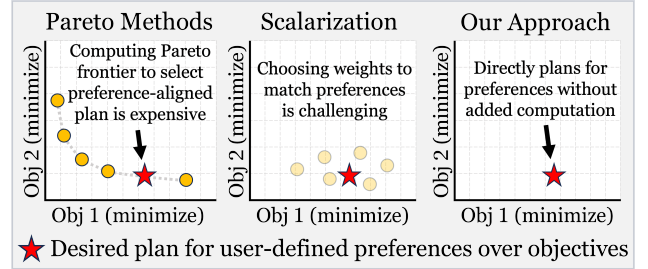 Pareto Methods
Computing Pareto
frontier to select
preference-aligned
plan is expensive
Obj 2 (minimize)
Obj 1 (minimize)
Scalarization
Choosing weights to
match preferences
is challenging
Obj 2 (minimize)
Obj 1 (minimize)
Our Approach
Directly plans for
preferences without
added computation
Obj 2 (minimize)
Obj 1 (minimize)
Desired plan for user-defined preferences over objectives